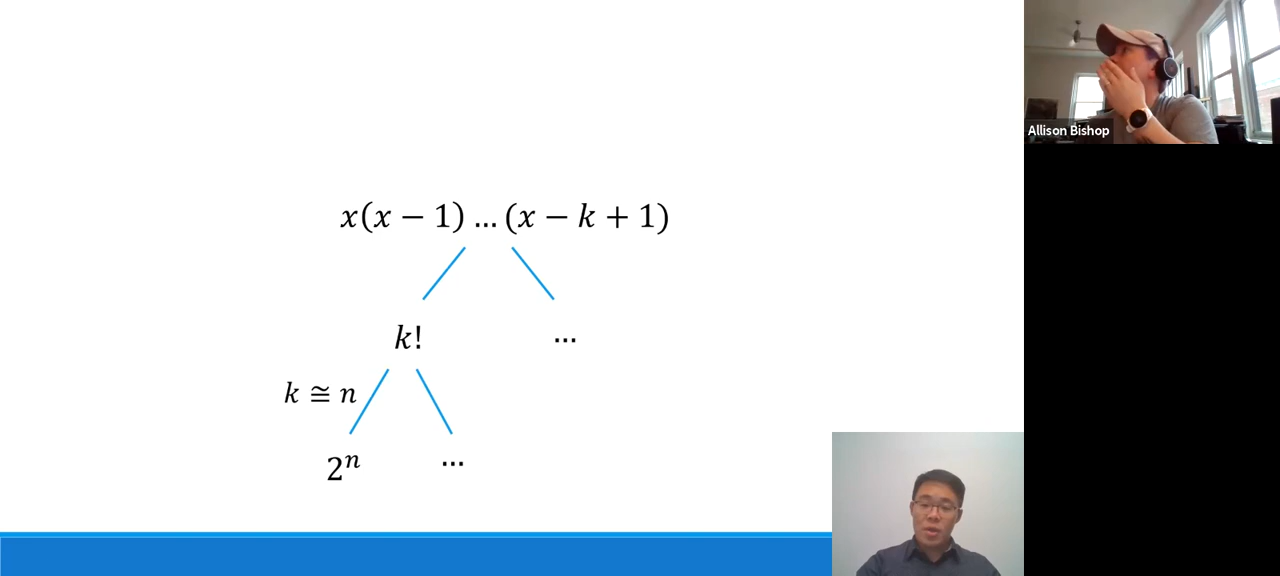 x(x − 1) … (x − k + 1)
k!
…
k ≅ n
2ⁿ
…
Allison Bishop